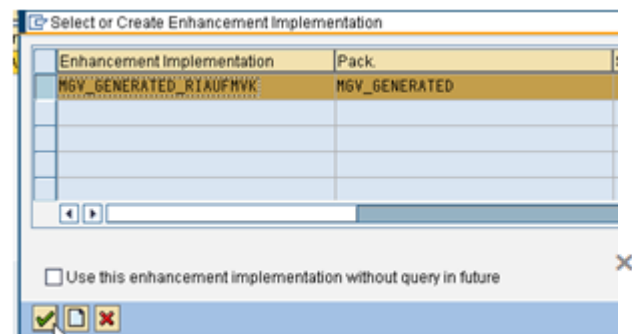 Select or Create Enhancement Implementation
Enhancement Implementation Pack.
MGV_GENERATED_RIAUFMVK MGV_GENERATED
Use this enhancement implementation without query in future